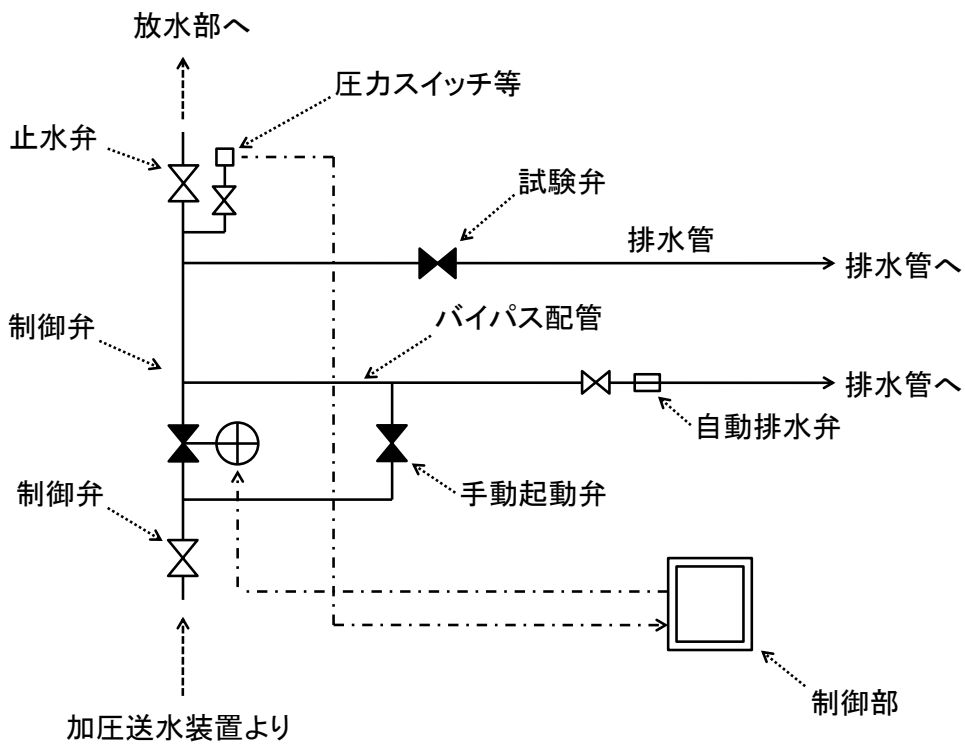 放水部へ
圧力スイッチ等
止水弁
試験弁
排水管
排水管へ
制御弁
バイパス配管
排水管へ
自動排水弁
制御弁
手動起動弁
制御部
加圧送水装置より